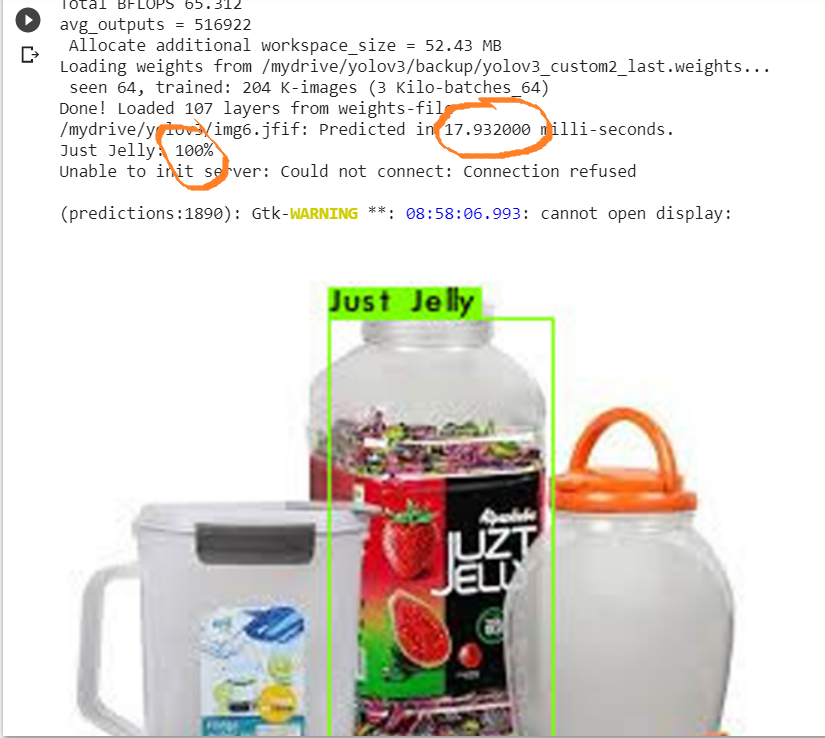 Total BFLOPS 65.312
avg_outputs = 516922
Allocate additional workspace_size = 52.43 MB
Loading weights from /mydrive/yolov3/backup/yolov3_custom2_last.weights...
seen 64, trained: 204 K-images (3 Kilo-batches_64)
Done! Loaded 107 layers from weights-file
/mydrive/yolov3/img6.jfif: Predicted in 17.932000 milli-seconds.
Just Jelly: 100%
Unable to init server: Could not connect: Connection refused
(predictions:1890): Gtk-WARNING **: 08:58:06.993: cannot open display:
Just Jelly
JUZT
JELLY